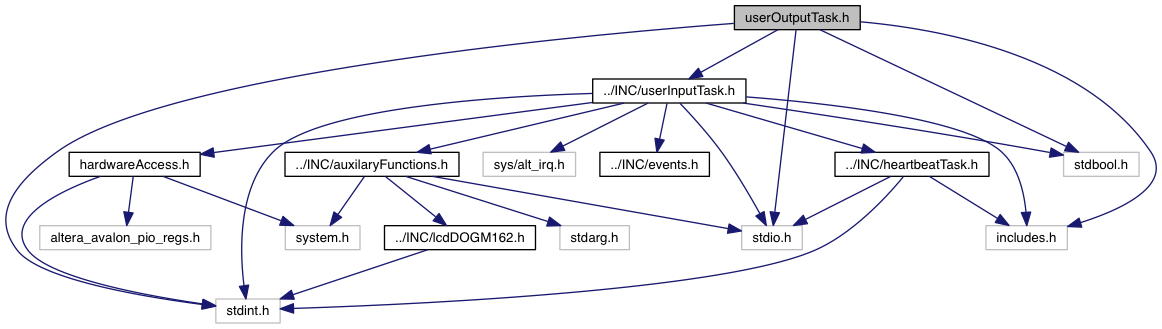 userOutputTask.h
../INC/userInputTask.h
hardwareAccess.h
../INC/auxilaryFunctions.h
sys/alt_irq.h
../INC/events.h
../INC/heartbeatTask.h
stdbool.h
altera_avalon_pio_regs.h
system.h
../INC/lcdDOGM162.h
stdarg.h
stdio.h
includes.h
stdint.h